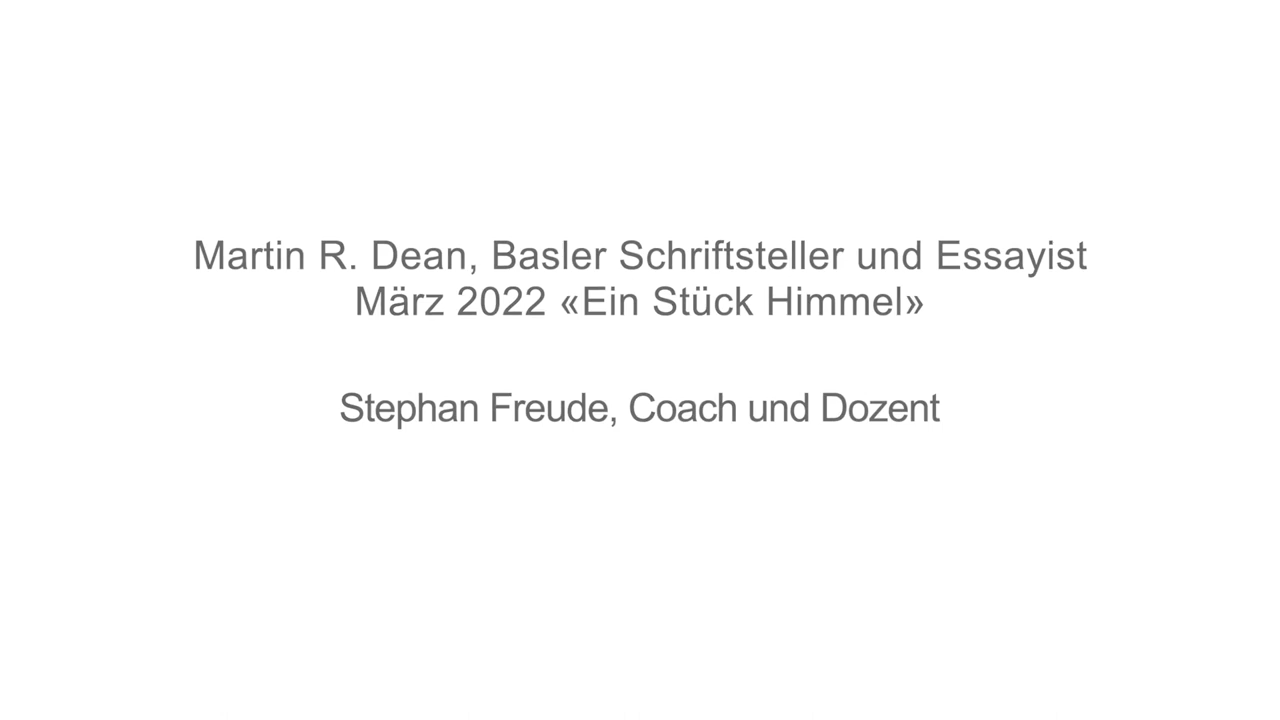 Martin R. Dean, Basler Schriftsteller und Essayist
März 2022 «Ein Stück Himmel»
Stephan Freude, Coach und Dozent